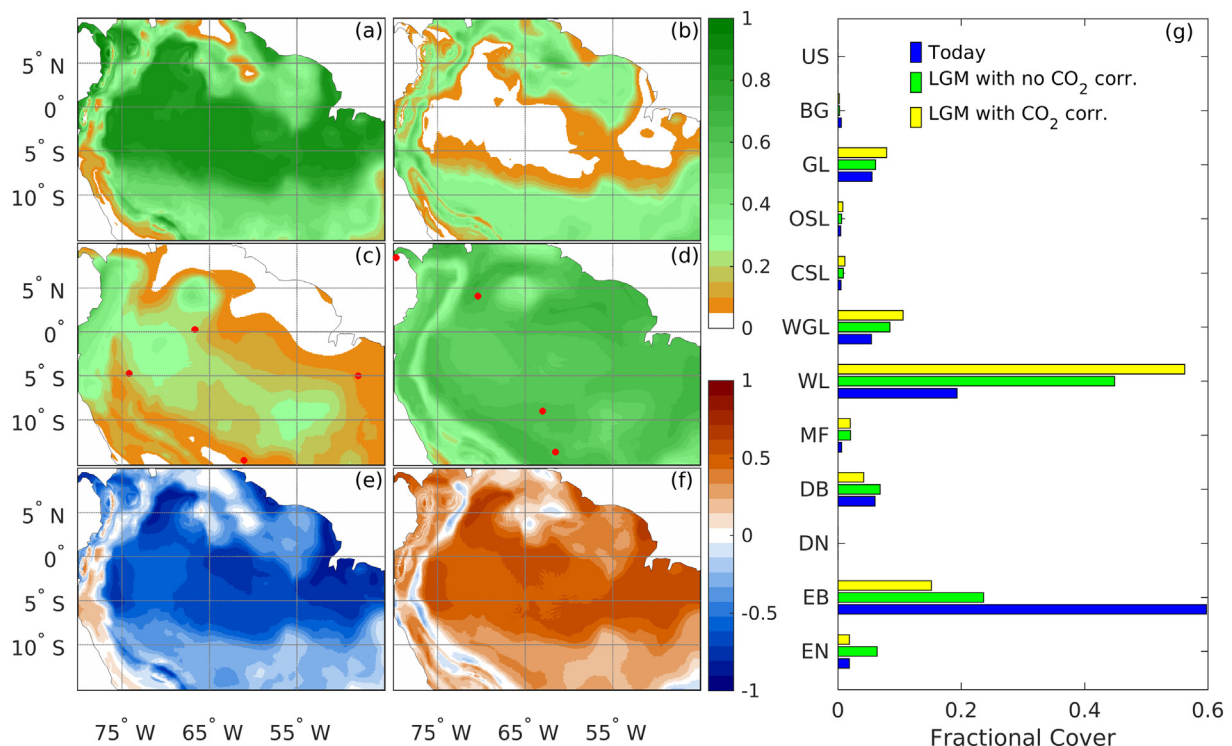 (a)
(b)
5° N
0°
5° S
10° S
1
0.8
0.6
0.4
0.2
0
(c)
(d)
5° N
0°
5° S
10° S
(e)
(f)
5° N
0°
5° S
10° S
1
0.5
0
-0.5
-1
75° W
65° W
55° W
75° W
65° W
55° W
(g)
Today
LGM with no CO₂ corr.
LGM with CO₂ corr.
US
BG
GL
OSL
CSL
WGL
WL
MF
DB
DN
EB
EN
0
0.2
0.4
0.6
Fractional Cover